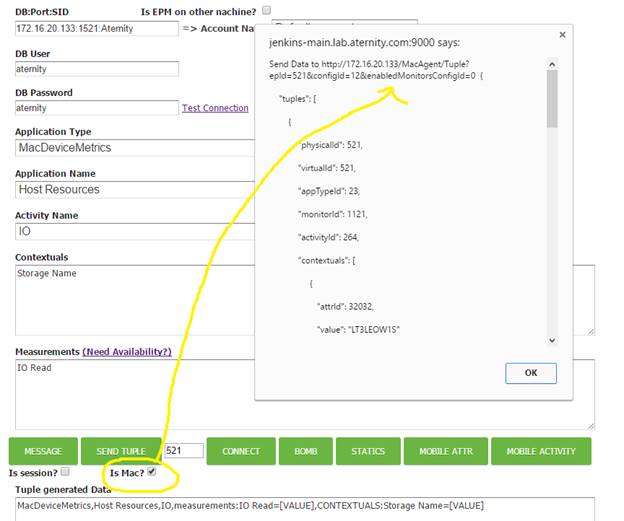 DB:Port:SID
Is EPM on other nachine?
172.16.20.133:1521:Aternity
=> Account Na
DB User
aternity
DB Password
aternity
Test Connection
Application Type
MacDeviceMetrics
Application Name
Host Resources
Activity Name
IO
Contextuals
Storage Name
Measurements (Need Availability?)
IO Read
jenkins-main.lab.aternity.com:9000 says:
Send Data to http://172.16.20.133/MacAgent/Tuple?
epId=521&configId=12&enabledMonitorsConfigId=0 {
"tuples": [
{
"physicalId": 521,
"virtualId": 521,
"appTypeId": 23,
"monitorId": 1121,
"activityId": 264,
"contextuals": [
{
"attrId": 32032,
"value": "LT3LEOW1S"
OK
MESSAGE
SEND TUPLE
521
CONNECT
BOMB
STATICS
MOBILE ATTR
MOBILE ACTIVITY
Is session?
Is Mac?
Tuple generated Data
MacDeviceMetrics,Host Resources,IO,measurements:IO Read=[VALUE],CONTEXTUALS:Storage Name=[VALUE]